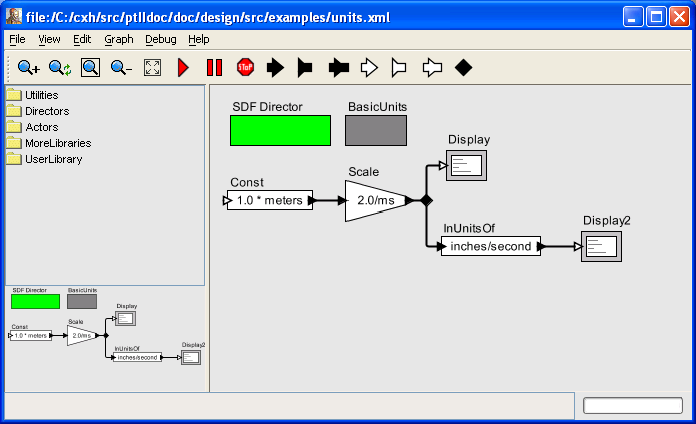 file:/C:/cxh/src/ptIIdoc/doc/design/src/examples/units.xml
File View Edit Graph Debug Help
STOP
Utilities
Directors
Actors
MoreLibraries
UserLibrary
SDF Director
BasicUnits
Display
Const
Scale
1.0 * meters
2.0/ms
InUnitsOf
Display2
inches/second
SDF Director
BasicUnits
Display
Const
Scale
1.0 * meters
2.0/ms
InUnitsOf
Display2
inches/second